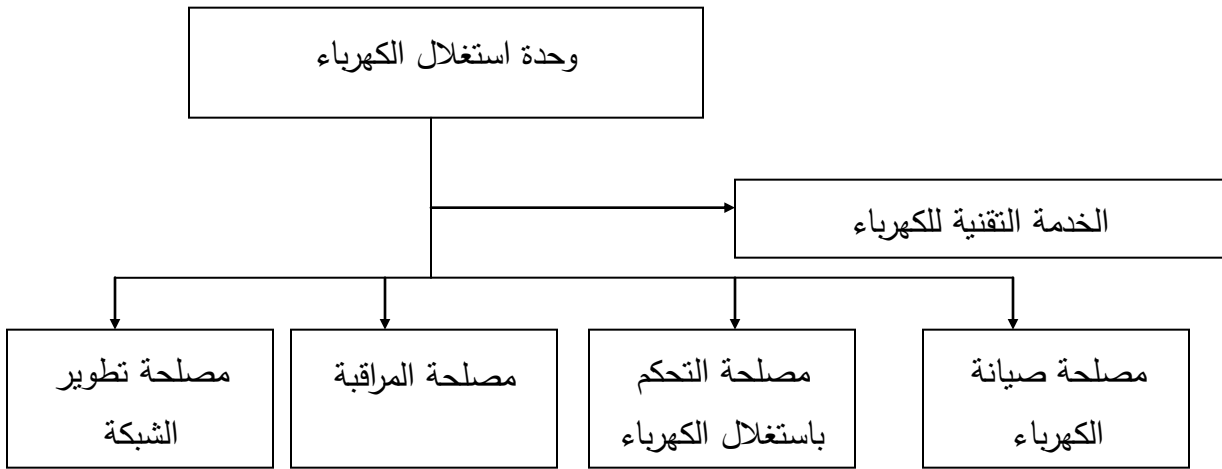 وحدة استغلال الكهرباء
الخدمة التقنية للكهرباء
مصلحة صيانة
الكهرباء
مصلحة التحكم
باستغلال الكهرباء
مصلحة المراقبة
مصلحة تطوير
الشبكة